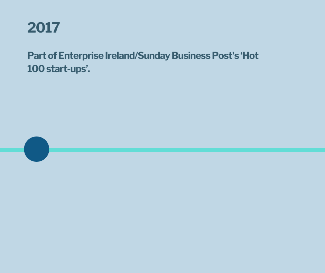 2017
Part of Enterprise Ireland/Sunday Business Post's 'Hot
100 start-ups'.